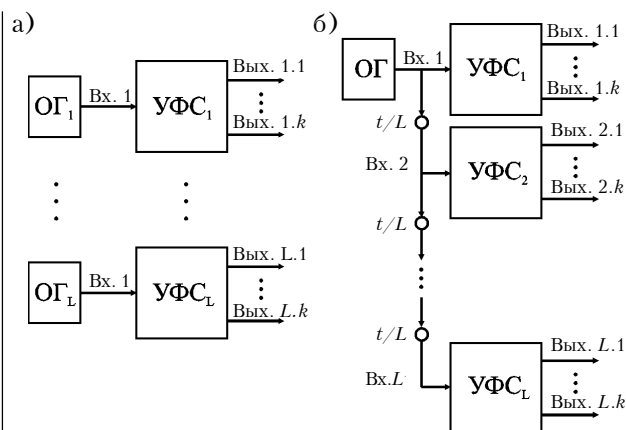 а)
Вых. 1.1
ОГ1
Вх. 1
УФС1
Вых. 1.k
Вых. L.1
ОГL
Вх. 1
УФСL
Вых. L.k
б)
Вых. 1.1
ОГ
Вх. 1
УФС1
Вых. 1.k
t/L
Вых. 2.1
Вх. 2
УФС2
Вых. 2.k
t/L
t/L
Вых. L.1
Вх.L
УФСL
Вых. L.k